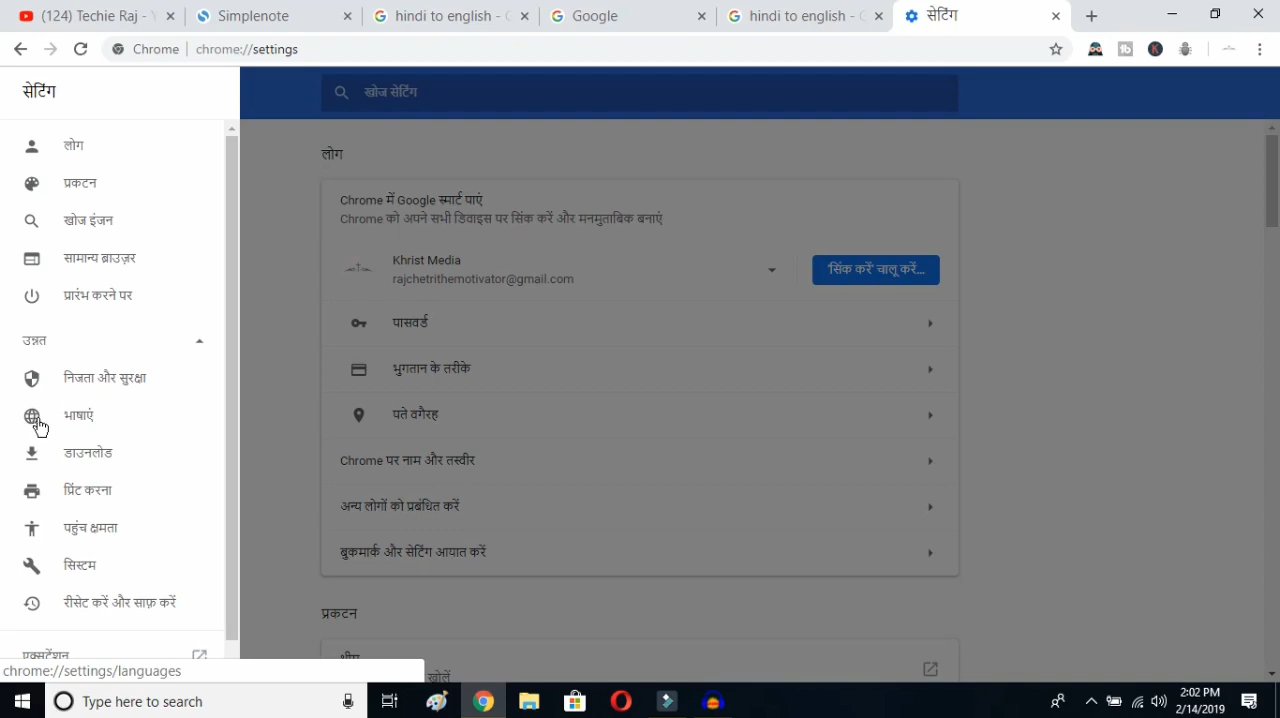 (124) Techie Raj - Y
Simplenote
hindi to english - G
Google
hindi to english - G
सेटिंग
Chrome
chrome://settings
सेटिंग
खोज सेटिंग
लोग
प्रकटन
खोज इंजन
सामान्य ब्राउज़र
प्रारंभ करने पर
उन्नत
निजता और सुरक्षा
भाषाएं
डाउनलोड
प्रिंट करना
पहुंच क्षमता
सिस्टम
रीसेट करें और साफ़ करें
एक्सटेंशन
लोग
Chrome में Google स्मार्ट पाएं
Chrome को अपने सभी डिवाइस पर सिंक करें और मनमुताबिक बनाएं
Khrist Media
rajchetrithemotivator@gmail.com
'सिंक करें' चालू करें...
पासवर्ड
भुगतान के तरीके
पते वगैरह
Chrome पर नाम और तस्वीर
अन्य लोगों को प्रबंधित करें
बुकमार्क और सेटिंग आयात करें
प्रकटन
थीम
खोलें
chrome://settings/languages
Type here to search
2:02 PM
2/14/2019